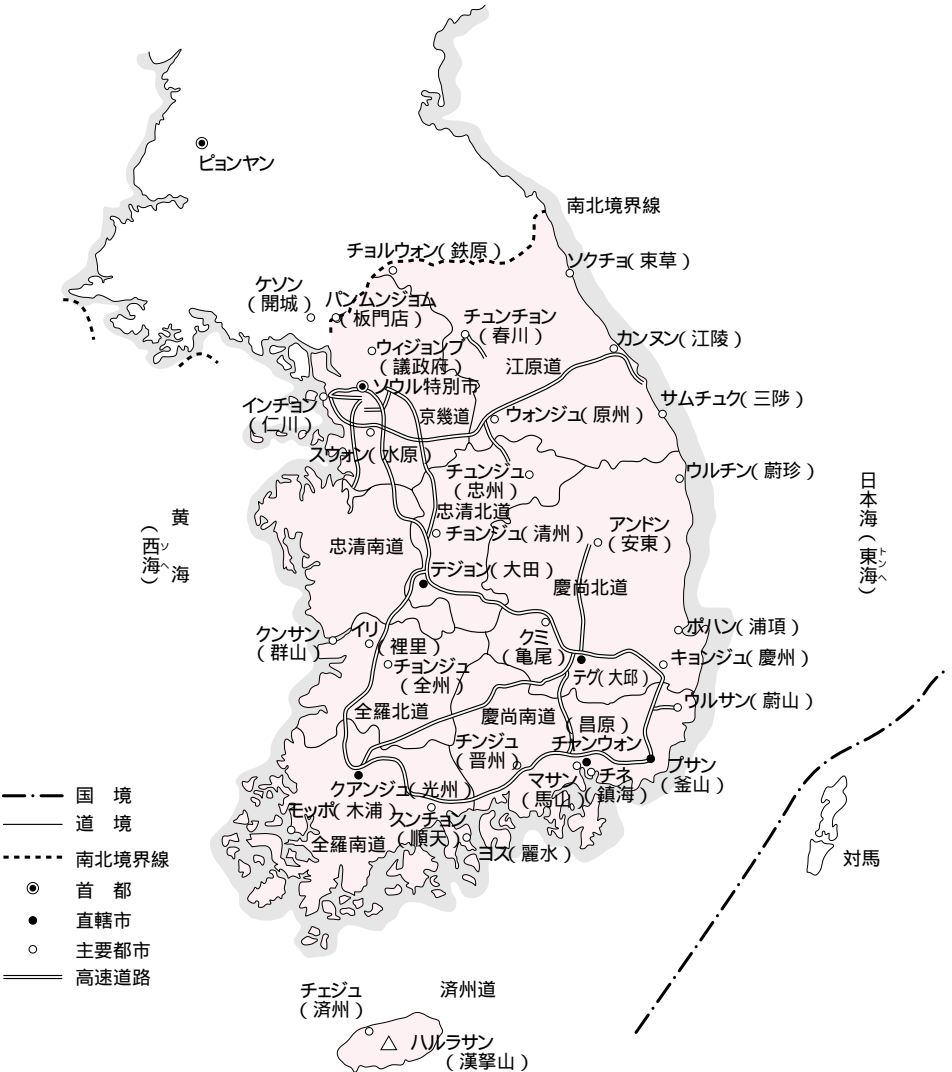 ピョンヤン
南北境界線
チョルウォン(鉄原)
ソクチョ(束草)
ケソン
(開城)
パンムンジョム
(板門店)
チュンチョン
(春川)
カンヌン(江陵)
ウィジョンブ
(議政府)
江原道
ソウル特別市
サムチュク(三陟)
インチョン
(仁川)
京幾道
ウォンジュ(原州)
スウォン(水原)
チュンジュ
(忠州)
ウルチン(蔚珍)
日本海(東海)
トンヘ
黄海
(西海)
ソヘ
忠清北道
チョンジュ(清州)
アンドン
(安東)
忠清南道
テジョン(大田)
慶尚北道
クンサン
(群山)
イリ
(裡里)
クミ
(亀尾)
ポハン(浦項)
チョンジュ
(全州)
テグ(大邱)
キョンジュ(慶州)
全羅北道
慶尚南道
(昌原)
チャンウォン
ウルサン(蔚山)
チンジュ
(晋州)
マサン
(馬山)
チネ
(鎮海)
プサン
(釜山)
クアンジュ(光州)
モッポ(木浦)
スンチョン
(順天)
全羅南道
ヨス(麗水)
対馬
国 境
道 境
南北境界線
首 都
直轄市
主要都市
高速道路
チェジュ
(済州)
済州道
ハルラサン
(漢拏山)